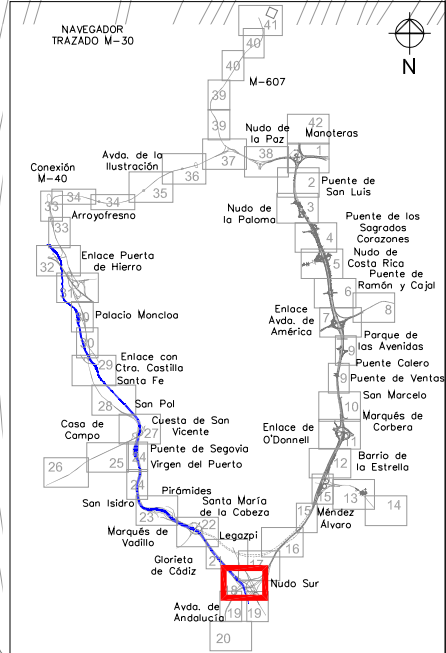 NAVEGADOR
TRAZADO M-30
N
41
40
40
M-607
39
39
42
Nudo de
la Paz
Manoteras
1
Avda. de la
Ilustración
37
38
36
35
Conexión
M-40
34
34
33
Arroyofresno
33
2
Puente de
San Luis
Nudo de
la Paloma
3
Puente de los
Sagrados
Corazones
4
Nudo de
Costa Rica
5
Enlace Puerta
de Hierro
32
Puente de
Ramón y Cajal
6
8
Enlace
Avda. de
América
7
Palacio Moncloa
Parque de
las Avenidas
9
Enlace con
Ctra. Castilla
29
Santa Fe
Puente Calero
9
Puente de Ventas
28
San Pol
San Marcelo
10
Casa de
Campo
Cuesta de San
Vicente
27
Marqués de
Corbera
Enlace de
O'Donnell
11
Puente de Segovia
25
Virgen del Puerto
26
24
Barrio de
la Estrella
12
13
14
15
15
Méndez
Álvaro
San Isidro
Pirámides
23
Santa María
de la Cabeza
22
Marqués de
Vadillo
Legazpi
16
Glorieta
de Cádiz
17
Nudo Sur
Avda. de
Andalucía
19
19
20